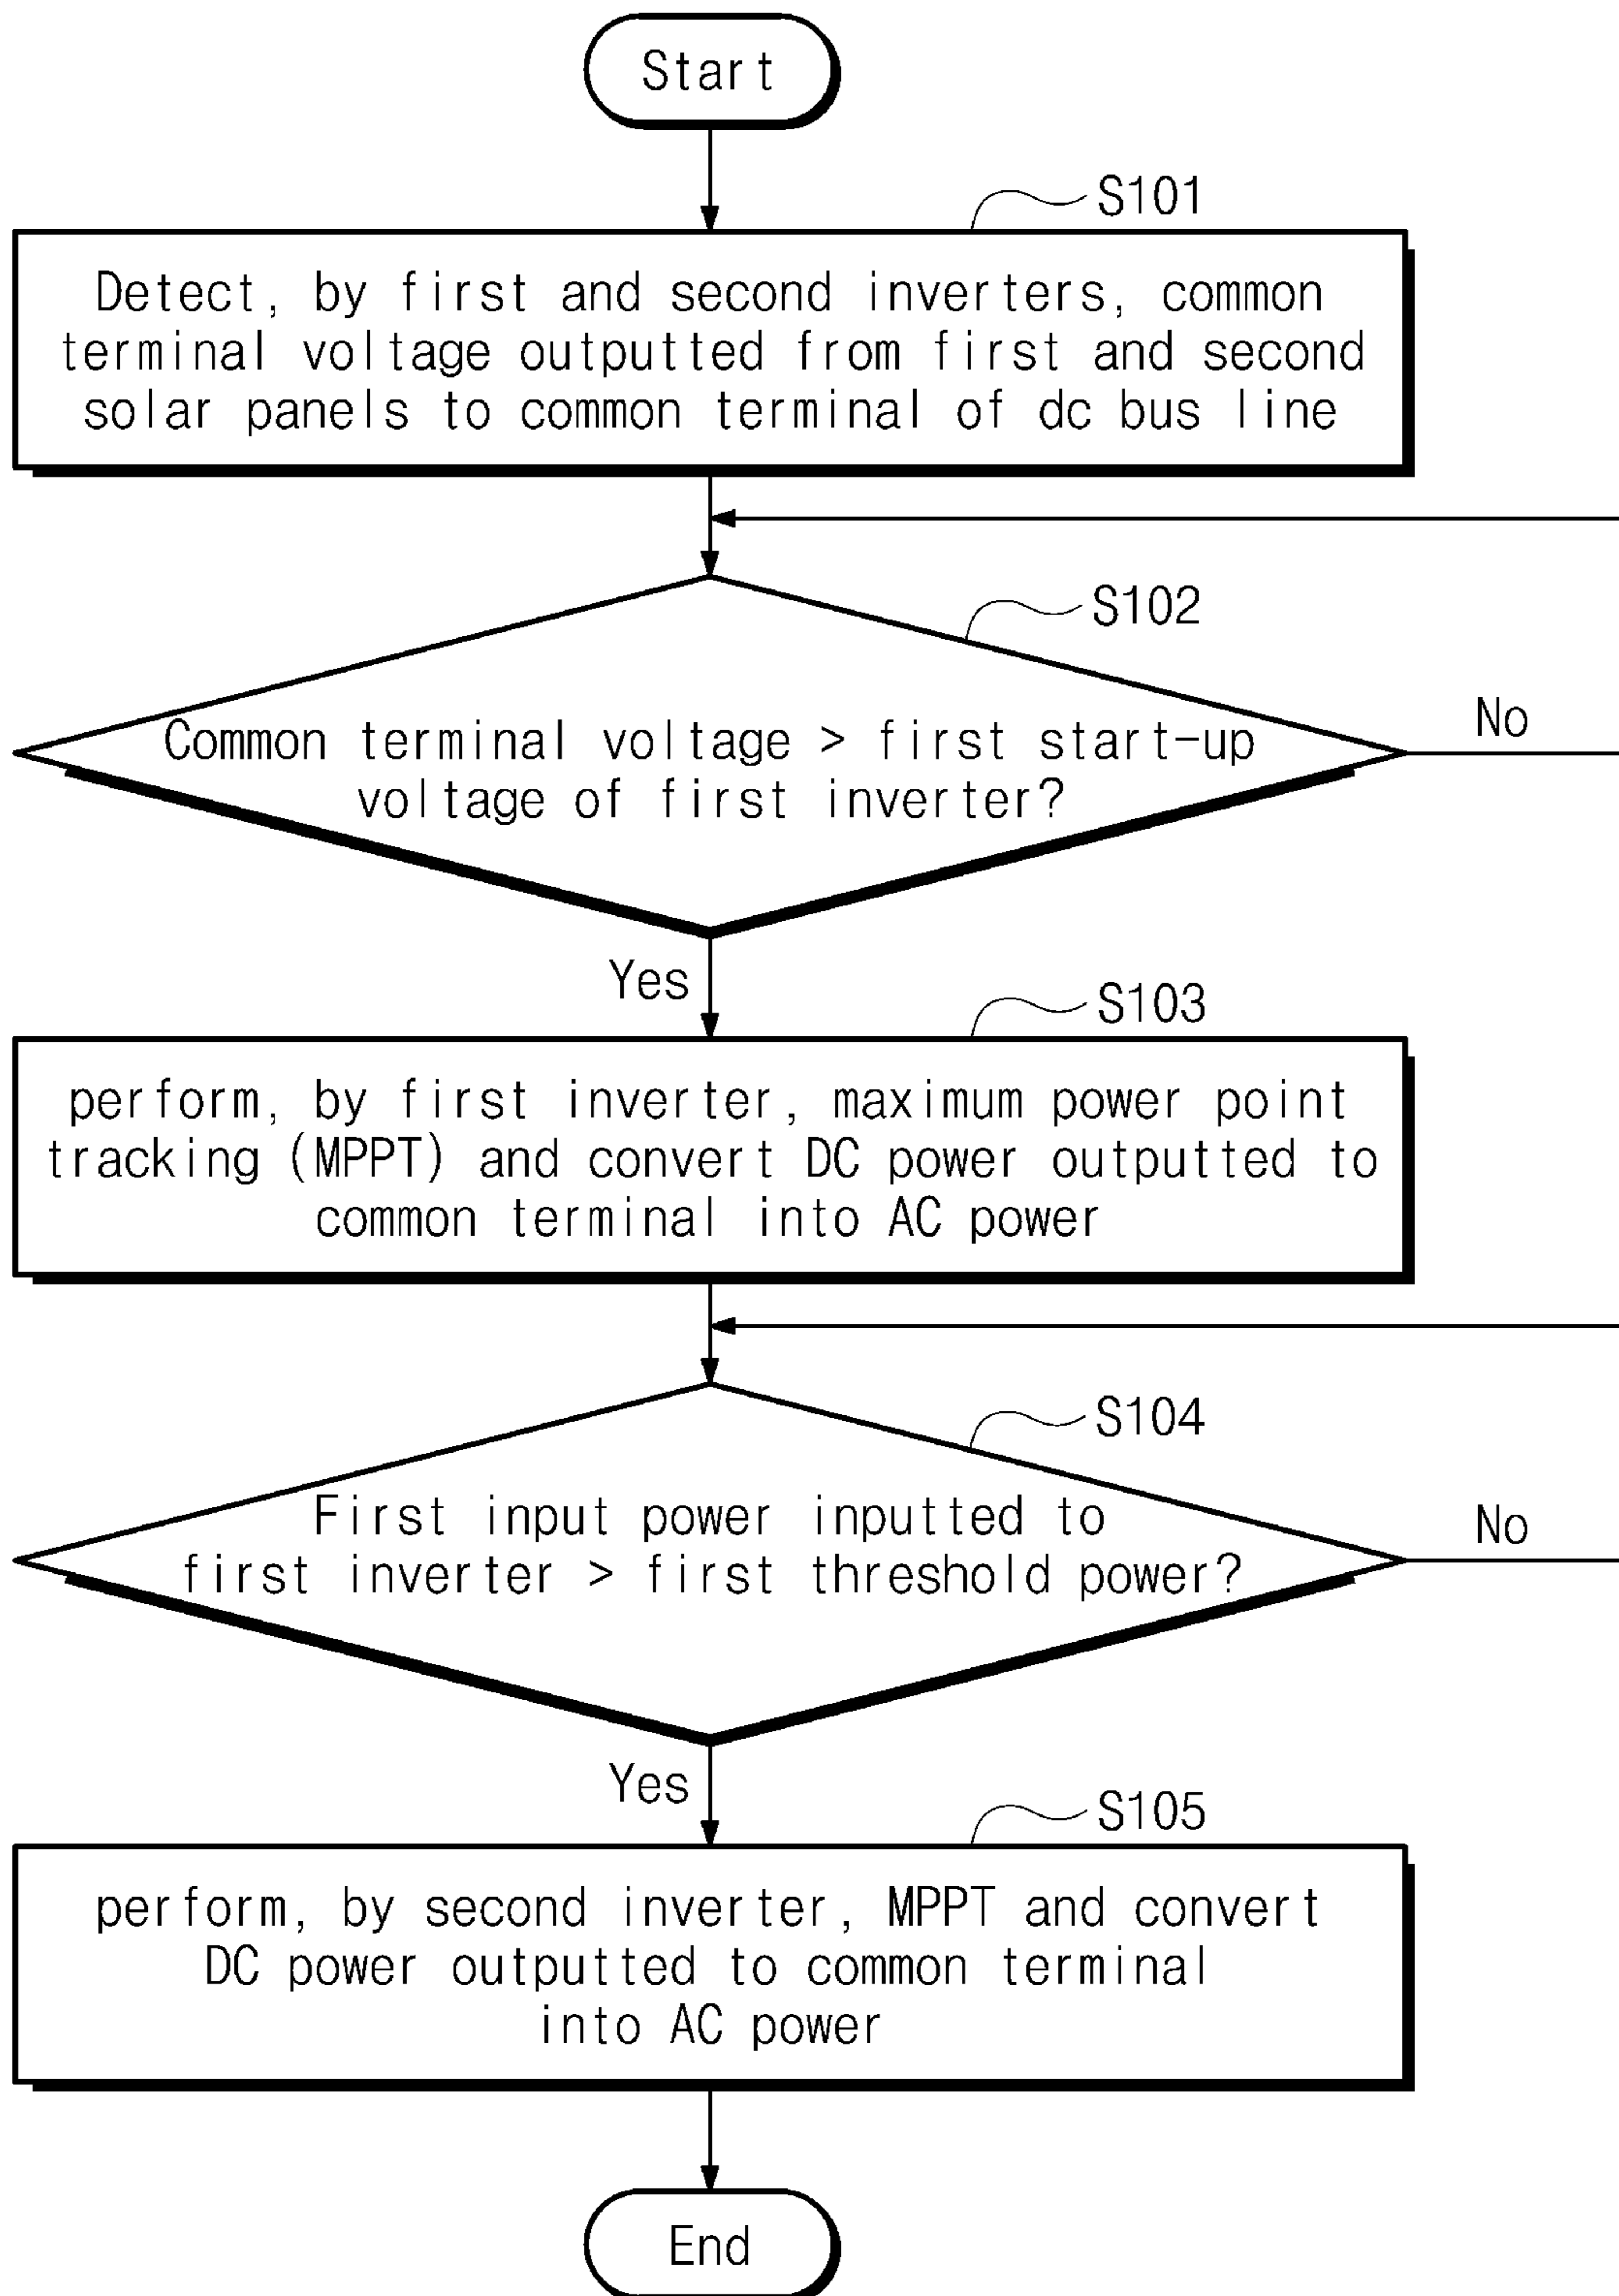 Start
S101
Detect, by first and second inverters, common
terminal voltage outputted from first and second
solar panels to common terminal of dc bus line
S102
Common terminal voltage > first start-up
voltage of first inverter?
No
Yes
S103
perform, by first inverter, maximum power point
tracking (MPPT) and convert DC power outputted to
common terminal into AC power
S104
First input power inputted to
first inverter > first threshold power?
No
Yes
S105
perform, by second inverter, MPPT and convert
DC power outputted to common terminal
into AC power
End